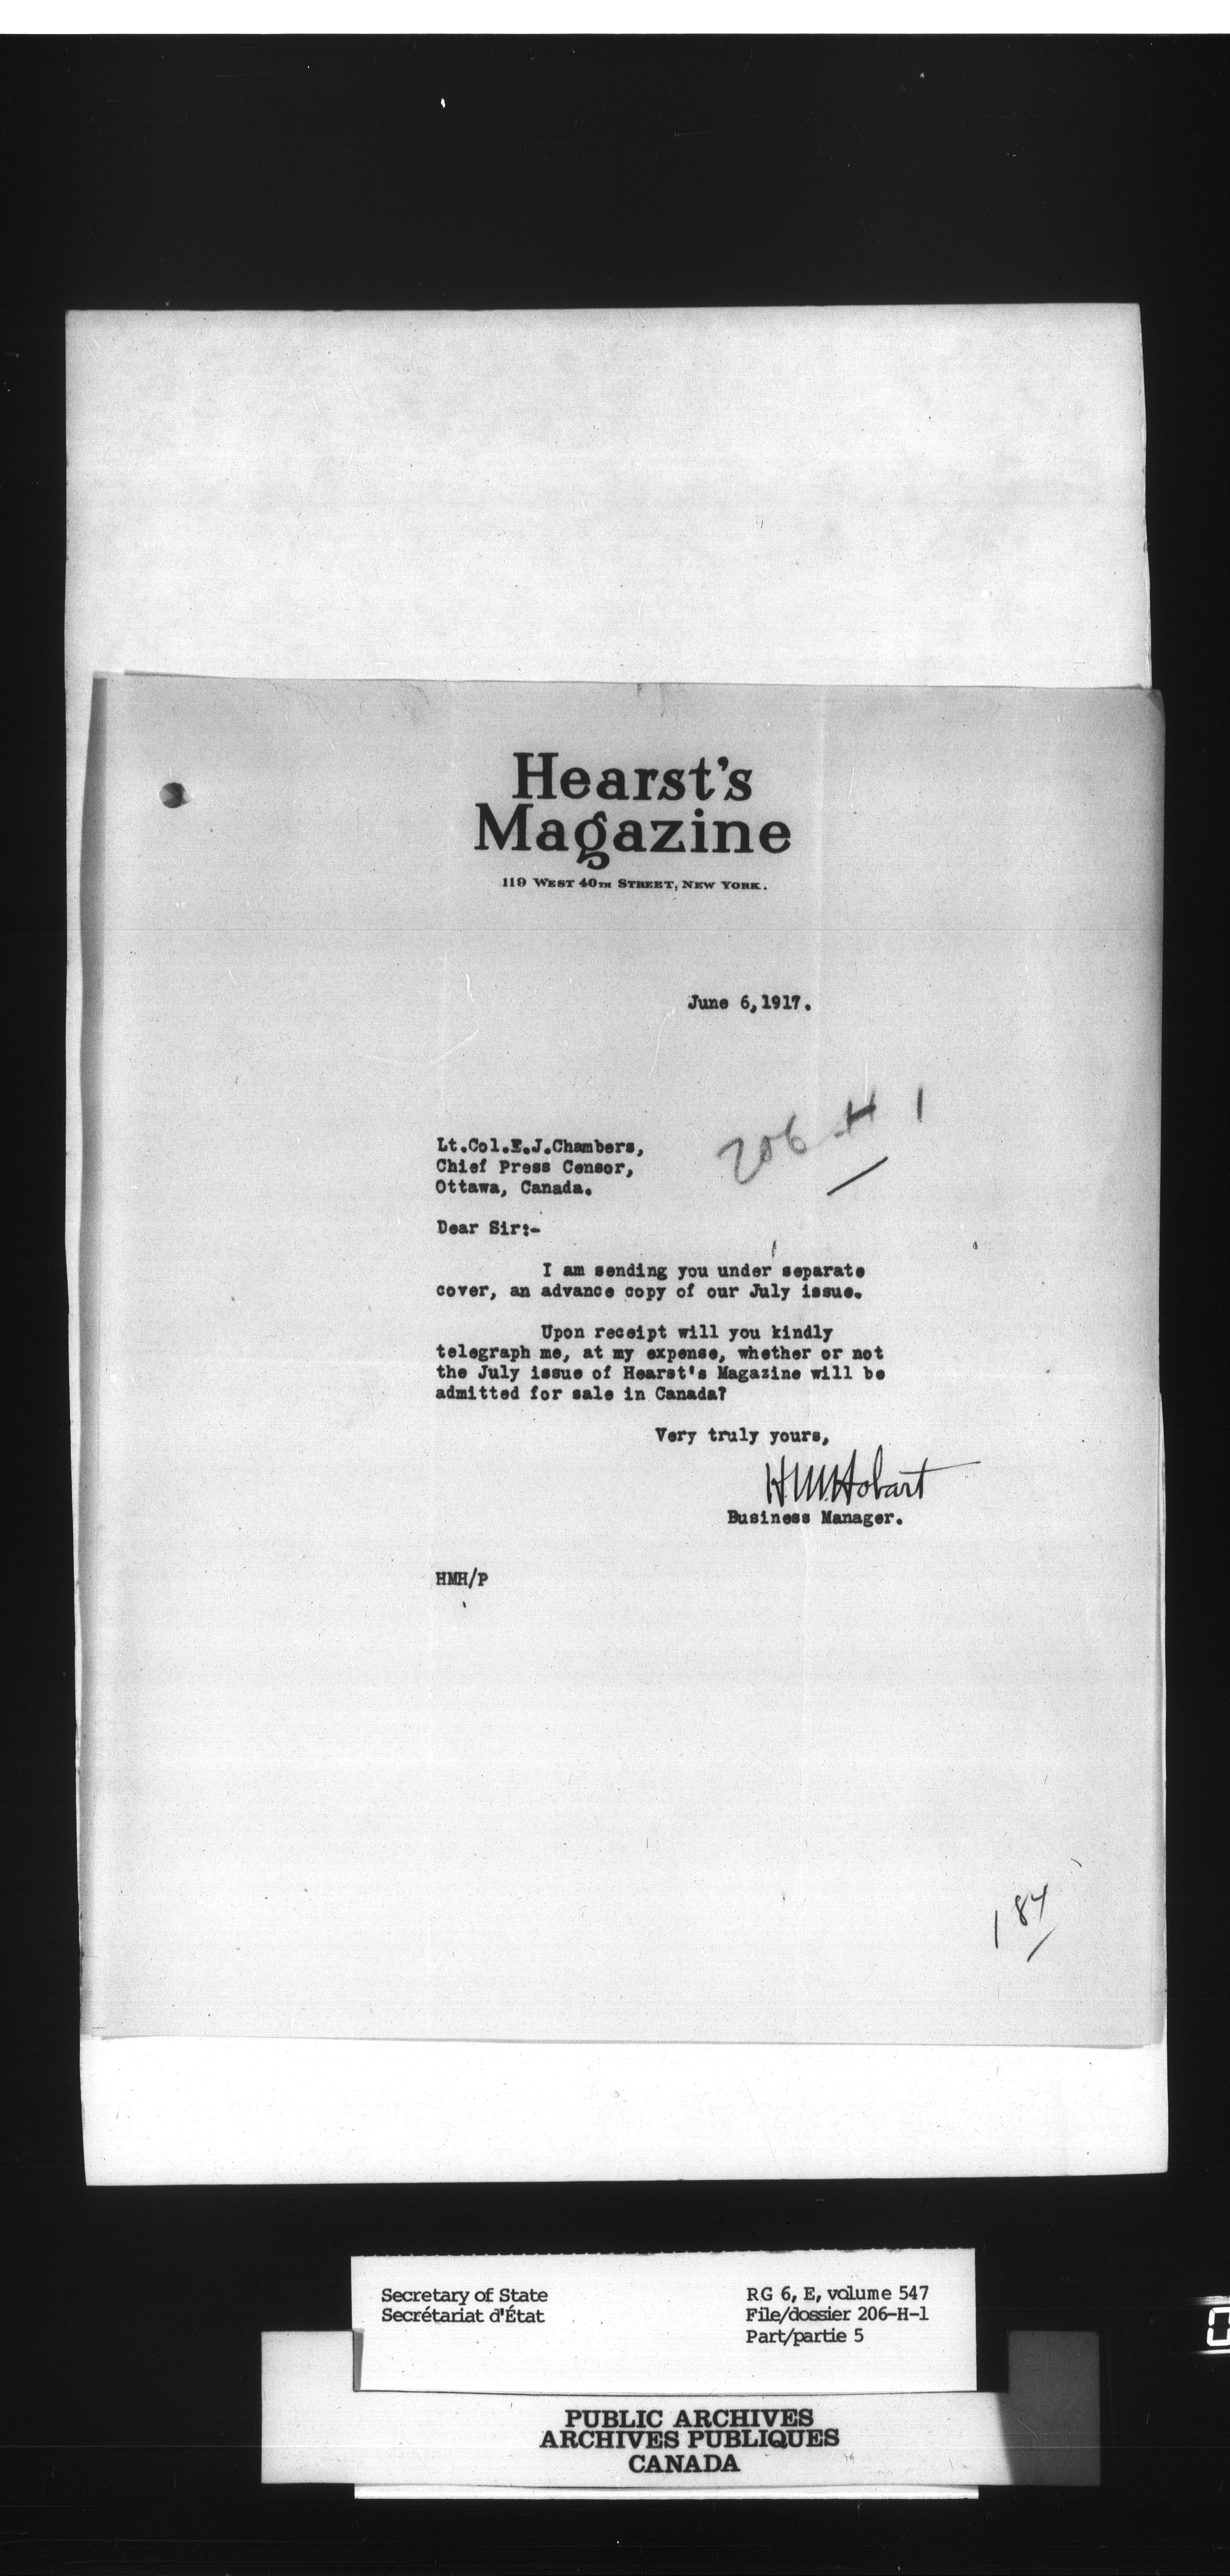 Hearst's
Magazine
119 WEST 40TH STREET, NEW YORK.
June 6,1917.
206 H 1
Lt.Col.E.J.Chambers,
Chief Press Censor,
Ottawa, Canada.
Dear Sir:-
I am sending you under separate
cover, an advance copy of our July issue.
Upon receipt will you kindly
telegraph me, at my expense, whether or not
the July issue of Hearst's Magazine will be
admitted for sale in Canada?
Very truly yours,
H.M.Hobart
Business Manager.
HMH/P
184
Secretary of State
Secrétariat d'État
RG 6, E, volume 547
File/dossier 206-H-1
Part/partie 5
PUBLIC ARCHIVES
ARCHIVES PUBLIQUES
CANADA